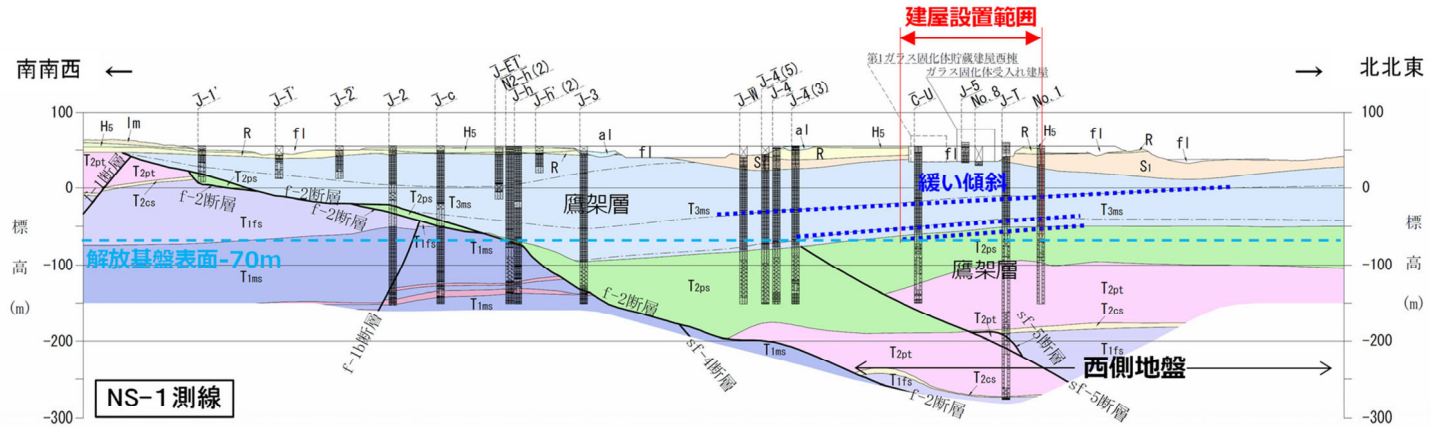 建屋設置範囲
南南西 ←
→ 北北東
第1ガラス固化体貯蔵建屋西棟
ガラス固化体受入れ建屋
J-1'
J-T'
J-2'
J-2
J-c
J-ET'
N2-h(2)
J-h
J-h'(2)
J-3
J-W
J-4(5)
J-4
J-4(3)
C-U
J-5
No.8
J-T
No.1
100
0
-100
-200
-300
標高
(m)
100
0
-100
-200
-300
標高
(m)
H5
lm
R
fl
H5
R
al
fl
S
R
al
H5
fl
R
H5
fl
R
fl
S1
T2pt
f-1断層
T2pt
T2cs
T2ps
f-2断層
f-2断層
T1fs
T2ps
T3ms
鷹架層
T3ms
緩い傾斜
T3ms
T1fs
T1ms
解放基盤表面-70m
T1ms
T1ms
f-1b断層
f-2断層
T2ps
sf-4断層
T1ms
T2ps
鷹架層
T2pt
T2cs
T1fs
T2pt
sf-5断層
T2pt
T1fs
T2cs
f-2断層
sf-5断層
西側地盤
NS-1測線